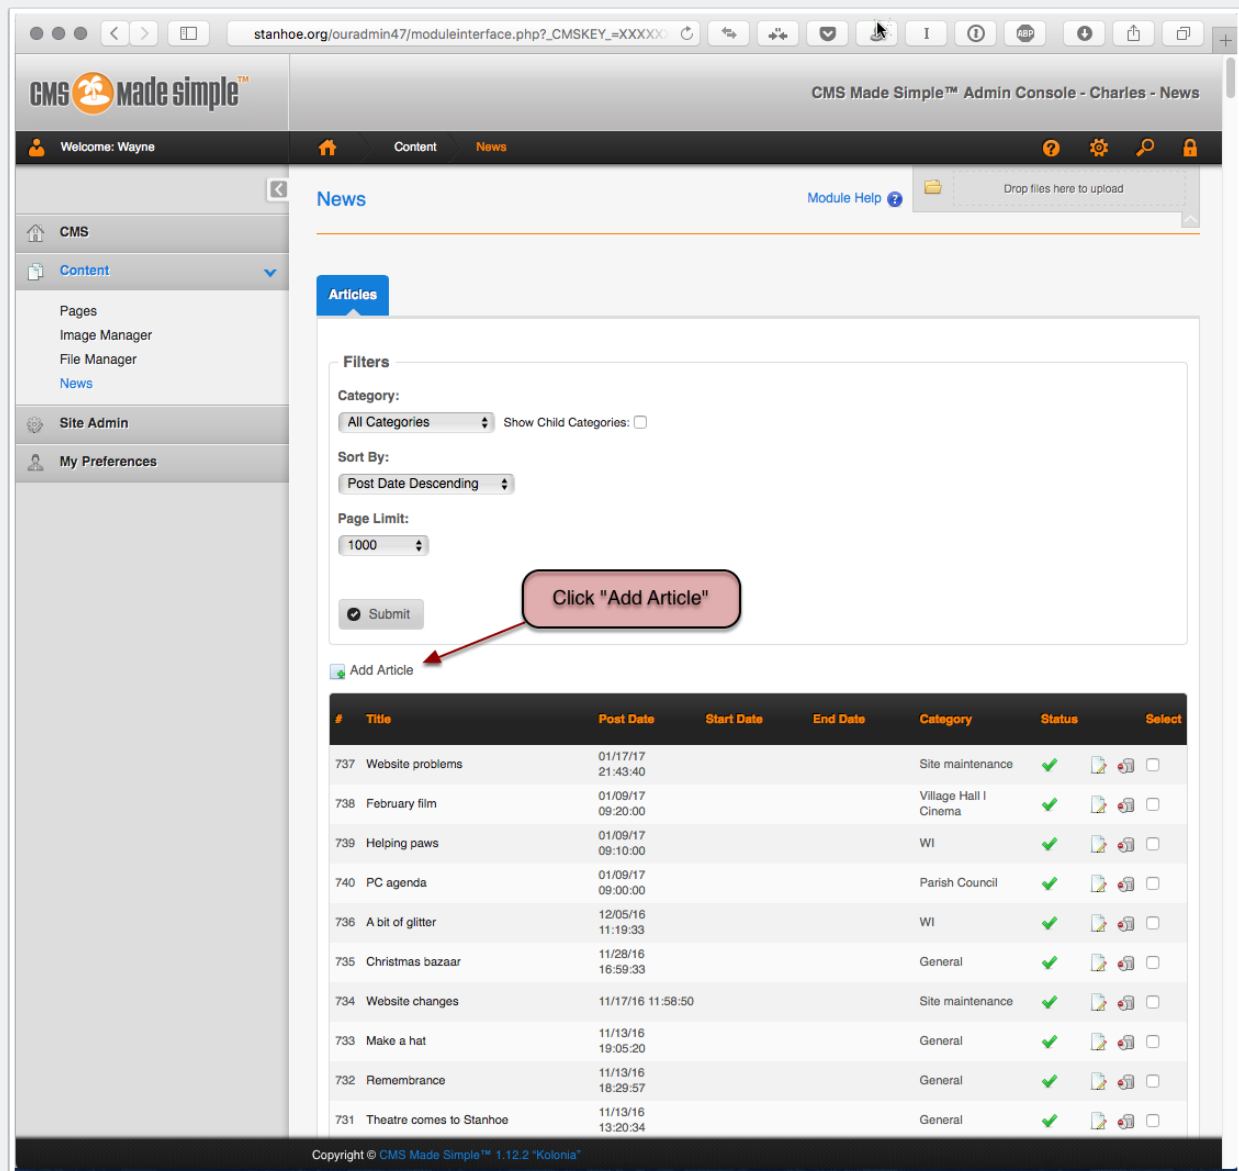 stanhoe.org/ouradmin47/moduleinterface.php?_CMSKEY_=XXXXX
I
ABP
CMS made simple™
CMS Made Simple™ Admin Console - Charles - News
Welcome: Wayne
Content
News
News
Module Help
Drop files here to upload
CMS
Content
Pages
Image Manager
File Manager
News
Site Admin
My Preferences
Articles
Filters
Category:
All Categories
Show Child Categories:
Sort By:
Post Date Descending
Page Limit:
1000
Click "Add Article"
Submit
Add Article
# Title Post Date Start Date End Date Category Status Select
737 Website problems 01/17/17 Site maintenance
21:43:40
738 February film 01/09/17 Village Hall |
09:20:00 Cinema
739 Helping paws 01/09/17 WI
09:10:00
740 PC agenda 01/09/17 Parish Council
09:00:00
736 A bit of glitter 12/05/16 WI
11:19:33
735 Christmas bazaar 11/28/16 General
16:59:33
734 Website changes 11/17/16 11:58:50 Site maintenance
733 Make a hat 11/13/16 General
19:05:20
732 Remembrance 11/13/16 General
18:29:57
731 Theatre comes to Stanhoe 11/13/16 General
13:20:34
Copyright © CMS Made Simple™ 1.12.2 "Kolonia"